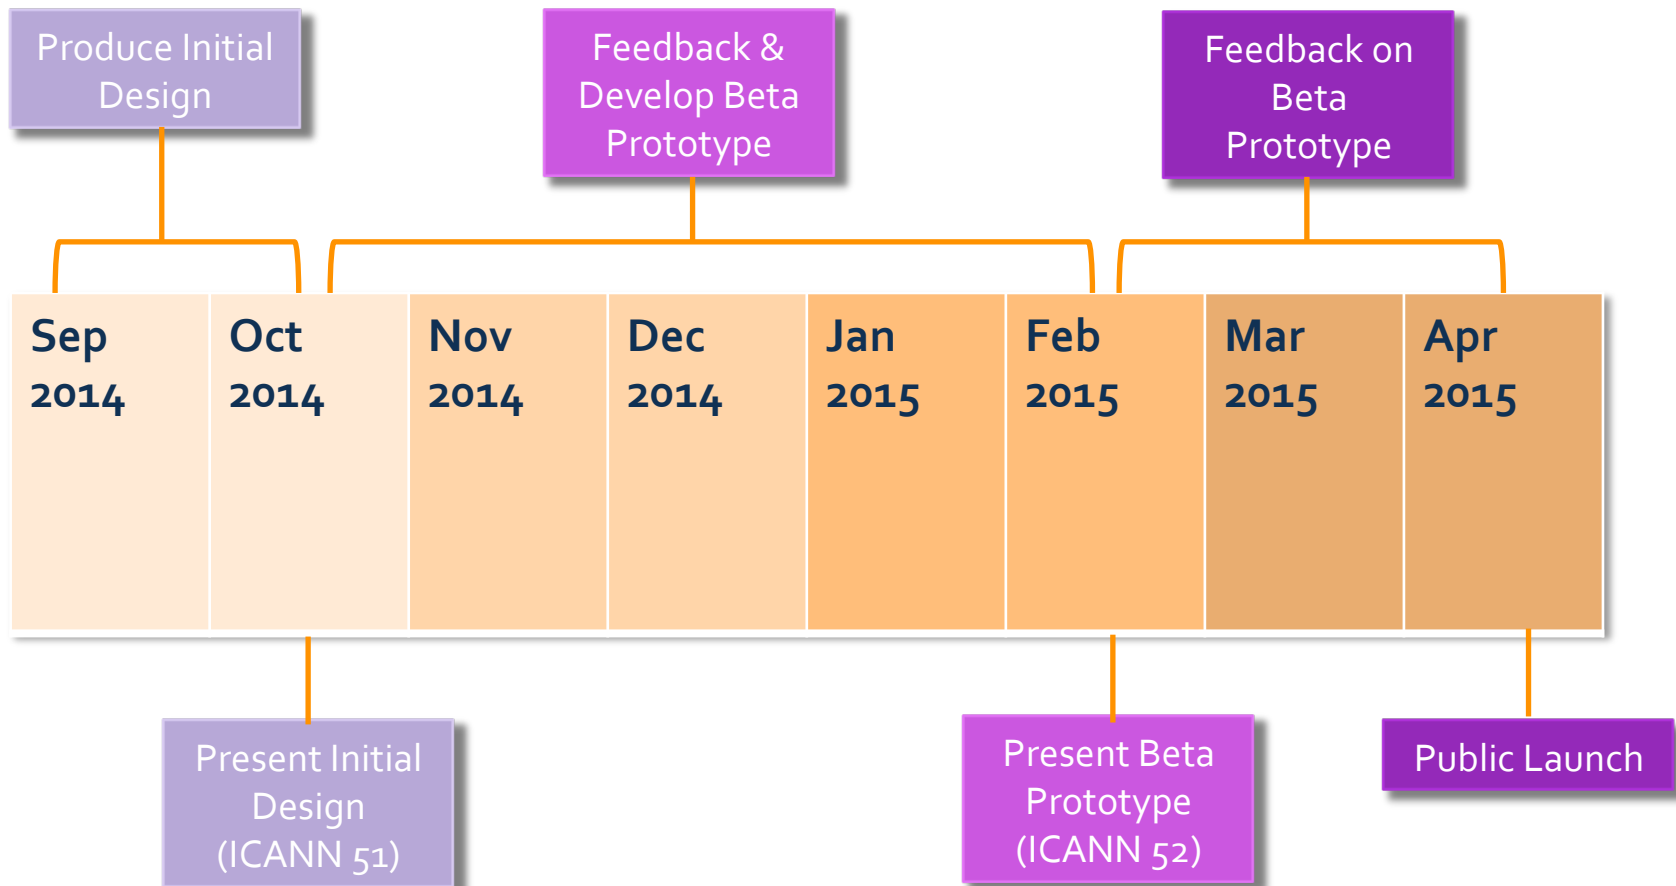 Produce Initial
Design
Feedback &
Develop Beta
Prototype
Feedback on
Beta
Prototype
Sep
2014
Oct
2014
Nov
2014
Dec
2014
Jan
2015
Feb
2015
Mar
2015
Apr
2015
Present Initial
Design
(ICANN 51)
Present Beta
Prototype
(ICANN 52)
Public Launch